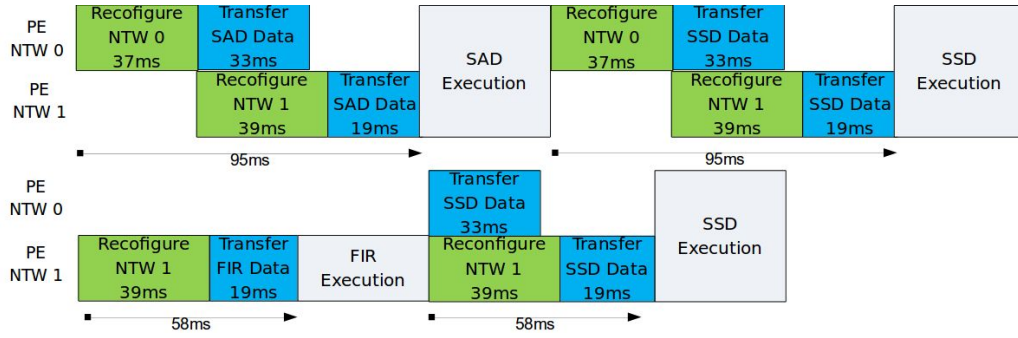 PE
NTW 0
Recofigure
NTW 0
37ms
Transfer
SAD Data
33ms
SAD
Execution
Recofigure
NTW 0
37ms
Transfer
SSD Data
33ms
SSD
Execution
PE
NTW 1
Recofigure
NTW 1
39ms
Transfer
SAD Data
19ms
Recofigure
NTW 1
39ms
Transfer
SSD Data
19ms
95ms
95ms
PE
NTW 0
Transfer
SSD Data
33ms
SSD
Execution
PE
NTW 1
Recofigure
NTW 1
39ms
Transfer
FIR Data
19ms
FIR
Execution
Recofigure
NTW 1
39ms
Transfer
SSD Data
19ms
58ms
58ms